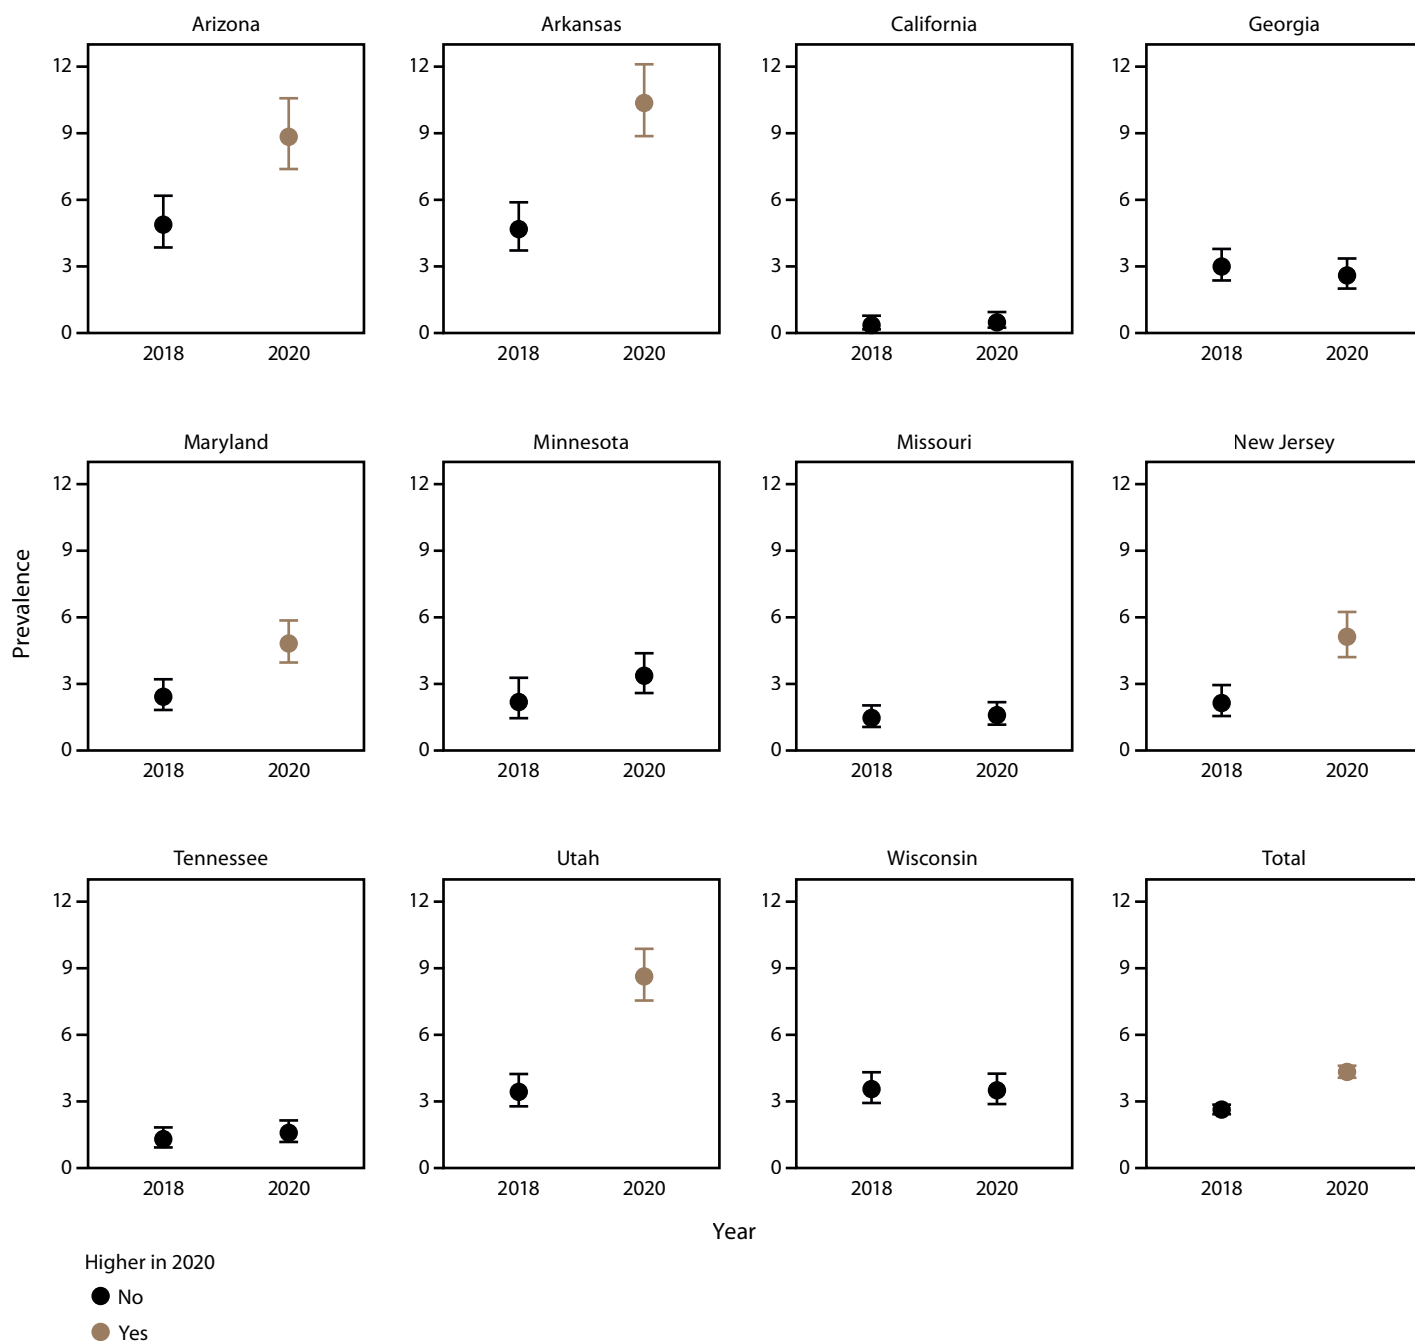 Arizona Arkansas California Georgia
12 12 12 12
9 9 9 9
6 6 6 6
3 3 3 3
0 0 0 0
2018 2020 2018 2020 2018 2020 2018 2020
Maryland Minnesota Missouri New Jersey
12 12 12 12
9 9 9 9
Prevalence
6 6 6 6
3 3 3 3
0 0 0 0
2018 2020 2018 2020 2018 2020 2018 2020
Tennessee Utah Wisconsin Total
12 12 12 12
9 9 9 9
6 6 6 6
3 3 3 3
0 0 0 0
2018 2020 2018 2020 2018 2020 2018 2020
Year
Higher in 2020
No
Yes